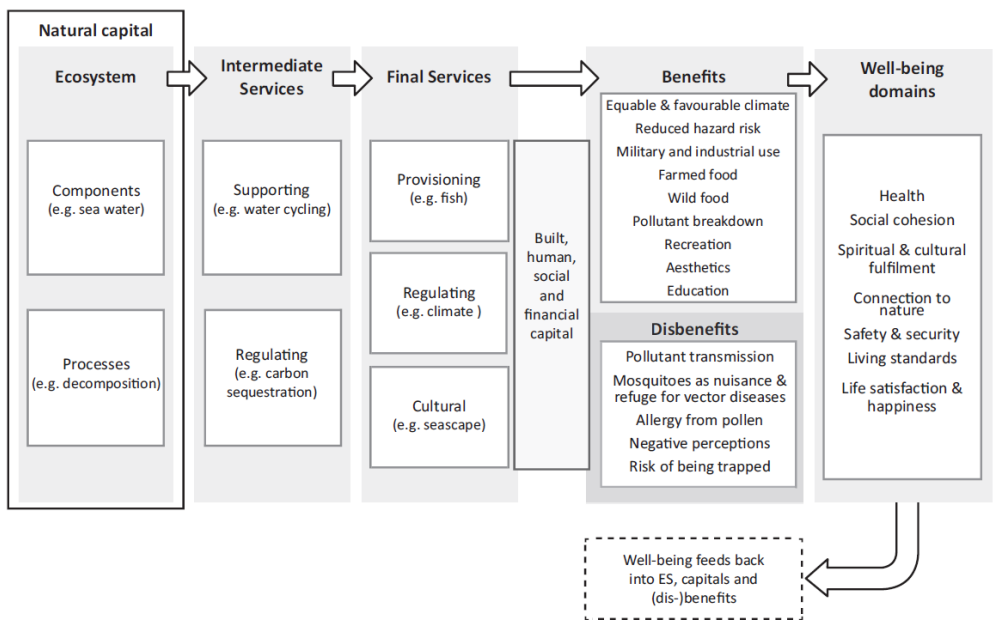 Natural capital
Ecosystem
Components
(e.g. sea water)
Processes
(e.g. decomposition)
Intermediate
Services
Supporting
(e.g. water cycling)
Regulating
(e.g. carbon
sequestration)
Final Services
Provisioning
(e.g. fish)
Regulating
(e.g. climate )
Cultural
(e.g. seascape)
Built,
human,
social
and
financial
capital
Benefits
Equable & favourable climate
Reduced hazard risk
Military and industrial use
Farmed food
Wild food
Pollutant breakdown
Recreation
Aesthetics
Education
Disbenefits
Pollutant transmission
Mosquitoes as nuisance &
refuge for vector diseases
Allergy from pollen
Negative perceptions
Risk of being trapped
Well-being
domains
Health
Social cohesion
Spiritual & cultural
fulfilment
Connection to
nature
Safety & security
Living standards
Life satisfaction &
happiness
Well-being feeds back
into ES, capitals and
(dis-)benefits